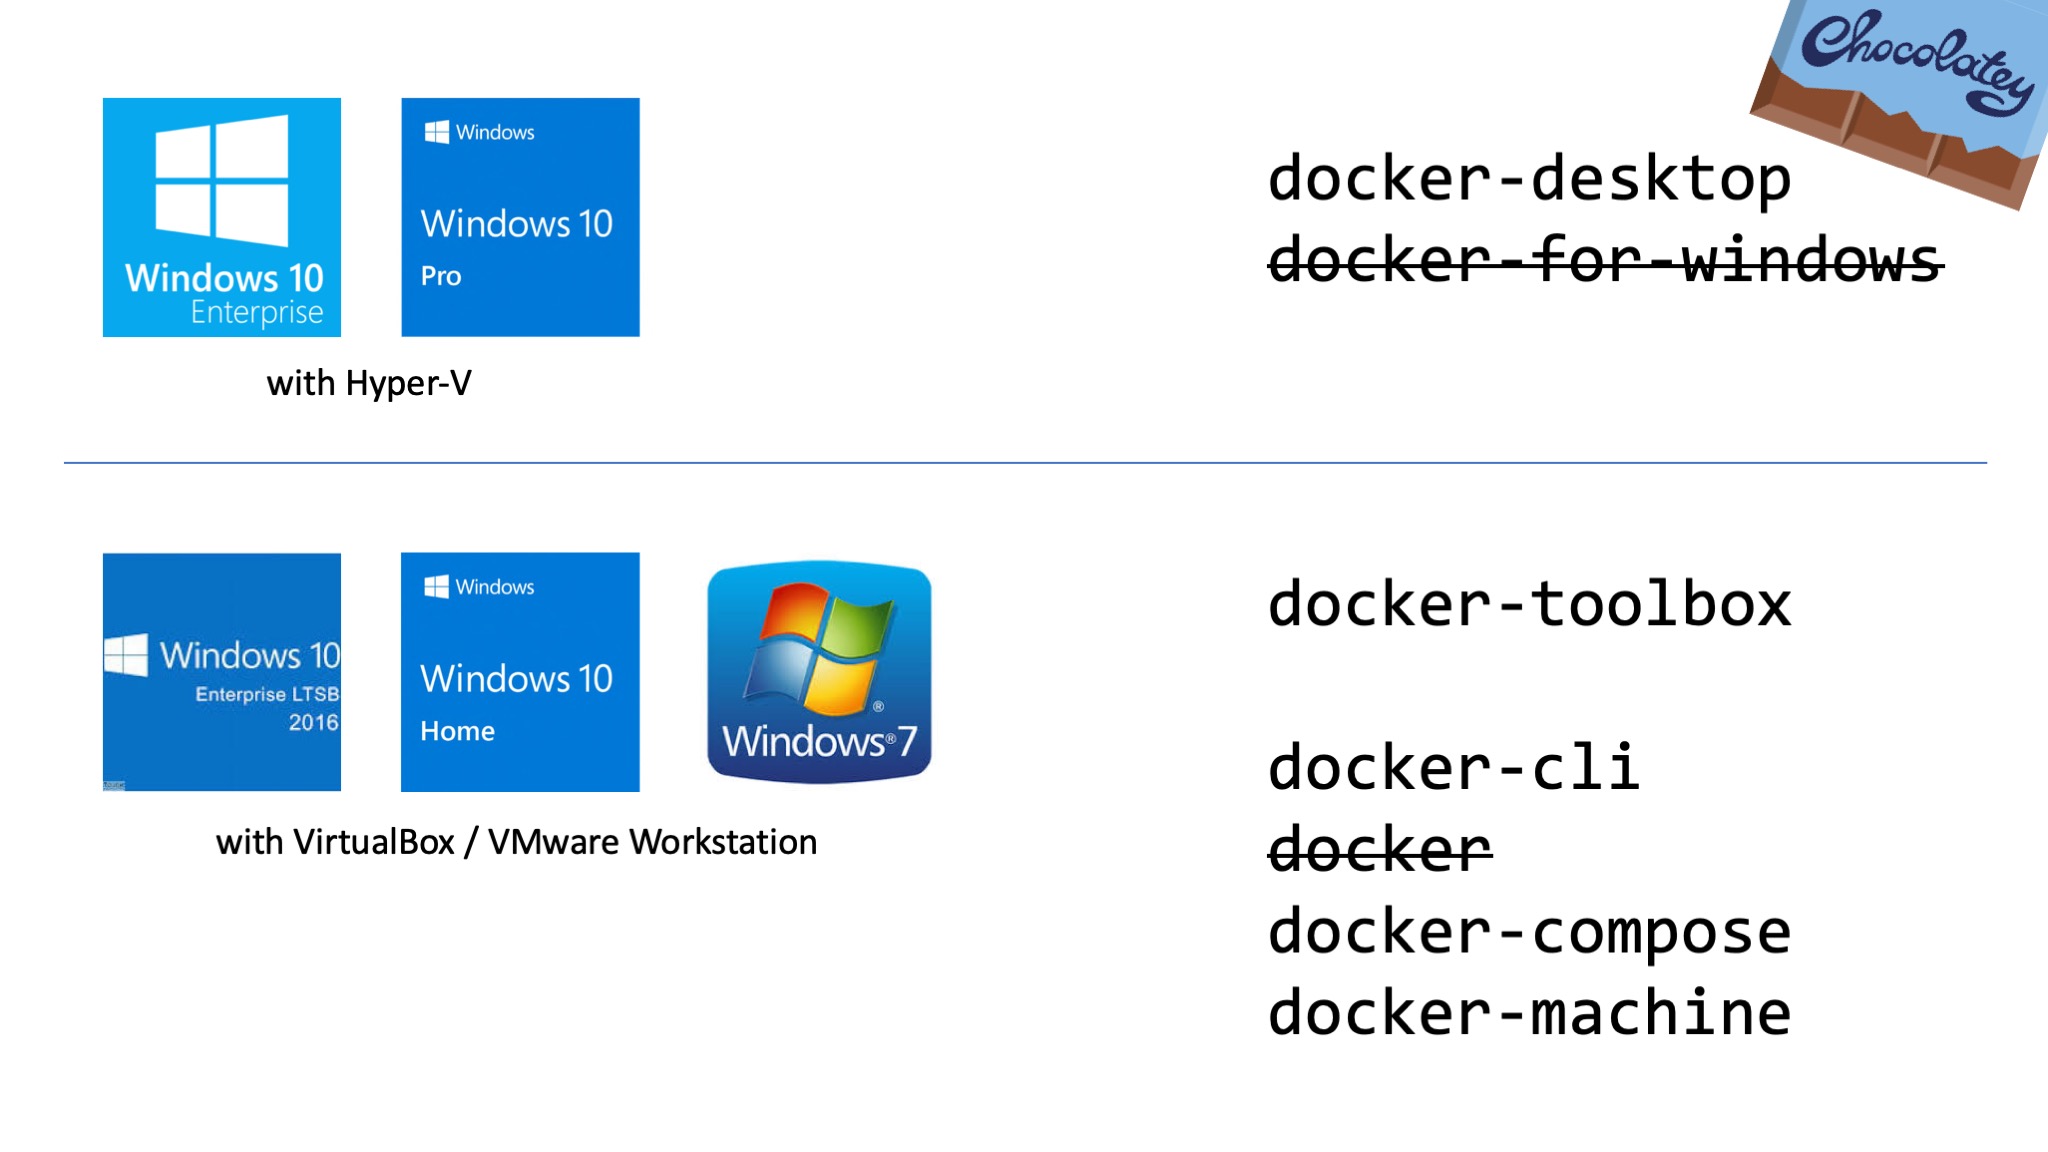 Chocolatey
Windows 10
Enterprise
Windows
Windows 10
Pro
with Hyper-V
docker-desktop
docker-for-windows
Windows 10
Enterprise LTSB
2016
Windows
Windows 10
Home
Windows®7
with VirtualBox / VMware Workstation
docker-toolbox
docker-cli
docker
docker-compose
docker-machine